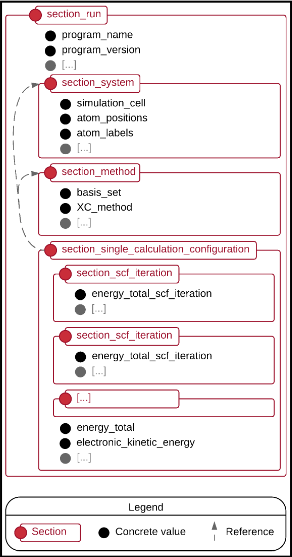 section_run
program_name
program_version
[...]
section_system
simulation_cell
atom_positions
atom_labels
[...]
section_method
basis_set
XC_method
[...]
section_single_calculation_configuration
section_scf_iteration
energy_total_scf_iteration
[...]
section_scf_iteration
energy_total_scf_iteration
[...]
[...]
energy_total
electronic_kinetic_energy
[...]
Legend
Section Concrete value Reference